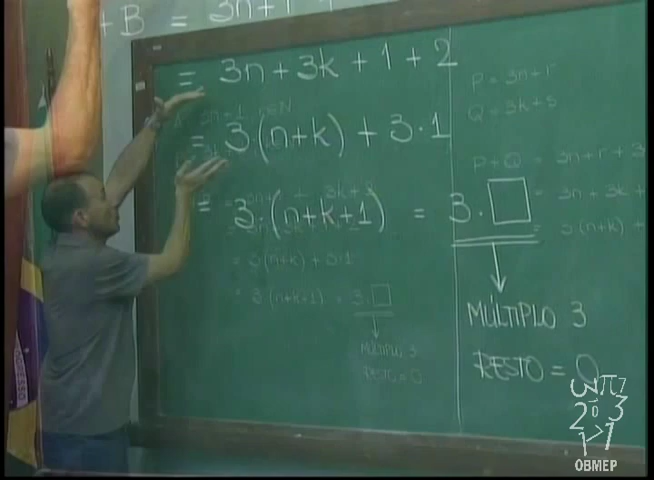 + B = 3n + r +
= 3n + 3k + 1 + 2
= 3.(n+k) + 3.1
= 3.(n+k+1) = 3.□
MÚLTIPLO 3
RESTO = 0
P = 3n + r
Q = 3k + s
P + Q = 3n + r + 3
= 3n + 3k +
= 3(n+k) +
= 3(n+k) + 3.1
= 3(n+k+1) = 3.□
MÚLTIPLO 3
RESTO = 0
OBMEP